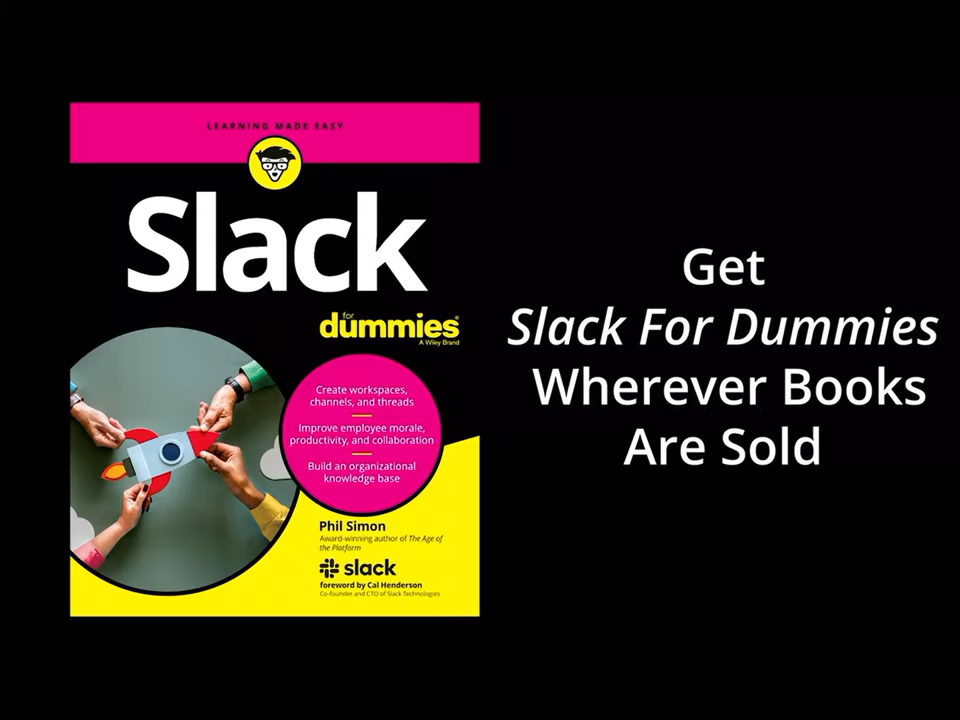 LEARNING MADE EASY
Slack
for
dummies®
A Wiley Brand
Create workspaces,
channels, and threads
Improve employee morale,
productivity, and collaboration
Build an organizational
knowledge base
Phil Simon
Award-winning author of The Age of
the Platform
slack
foreword by Cal Henderson
Co-founder and CTO of Slack Technologies
Get
Slack For Dummies
Wherever Books
Are Sold